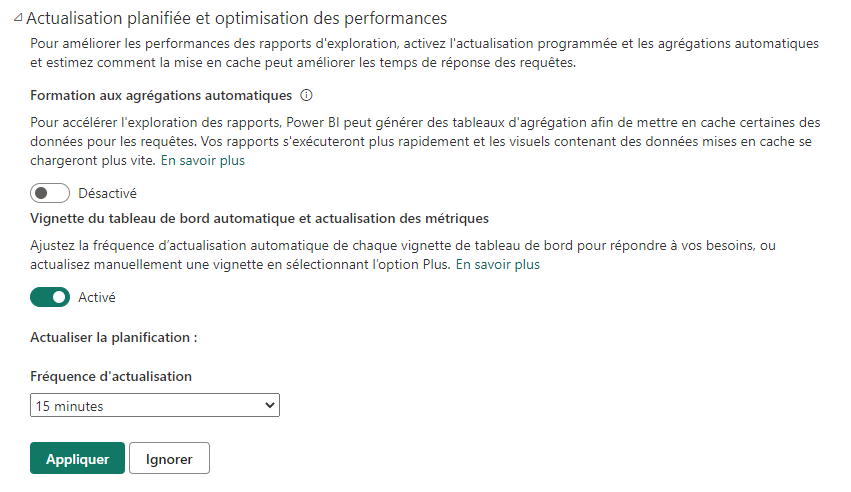 Actualisation planifiée et optimisation des performances
Pour améliorer les performances des rapports d'exploration, activez l'actualisation programmée et les agrégations automatiques
et estimez comment la mise en cache peut améliorer les temps de réponse des requêtes.
Formation aux agrégations automatiques
Pour accélérer l'exploration des rapports, Power BI peut générer des tableaux d'agrégation afin de mettre en cache certaines des
données pour les requêtes. Vos rapports s'exécuteront plus rapidement et les visuels contenant des données mises en cache se
chargeront plus vite. En savoir plus
Désactivé
Vignette du tableau de bord automatique et actualisation des métriques
Ajustez la fréquence d’actualisation automatique de chaque vignette de tableau de bord pour répondre à vos besoins, ou
actualisez manuellement une vignette en sélectionnant l’option Plus. En savoir plus
Activé
Actualiser la planification :
Fréquence d'actualisation
15 minutes
Appliquer Ignorer